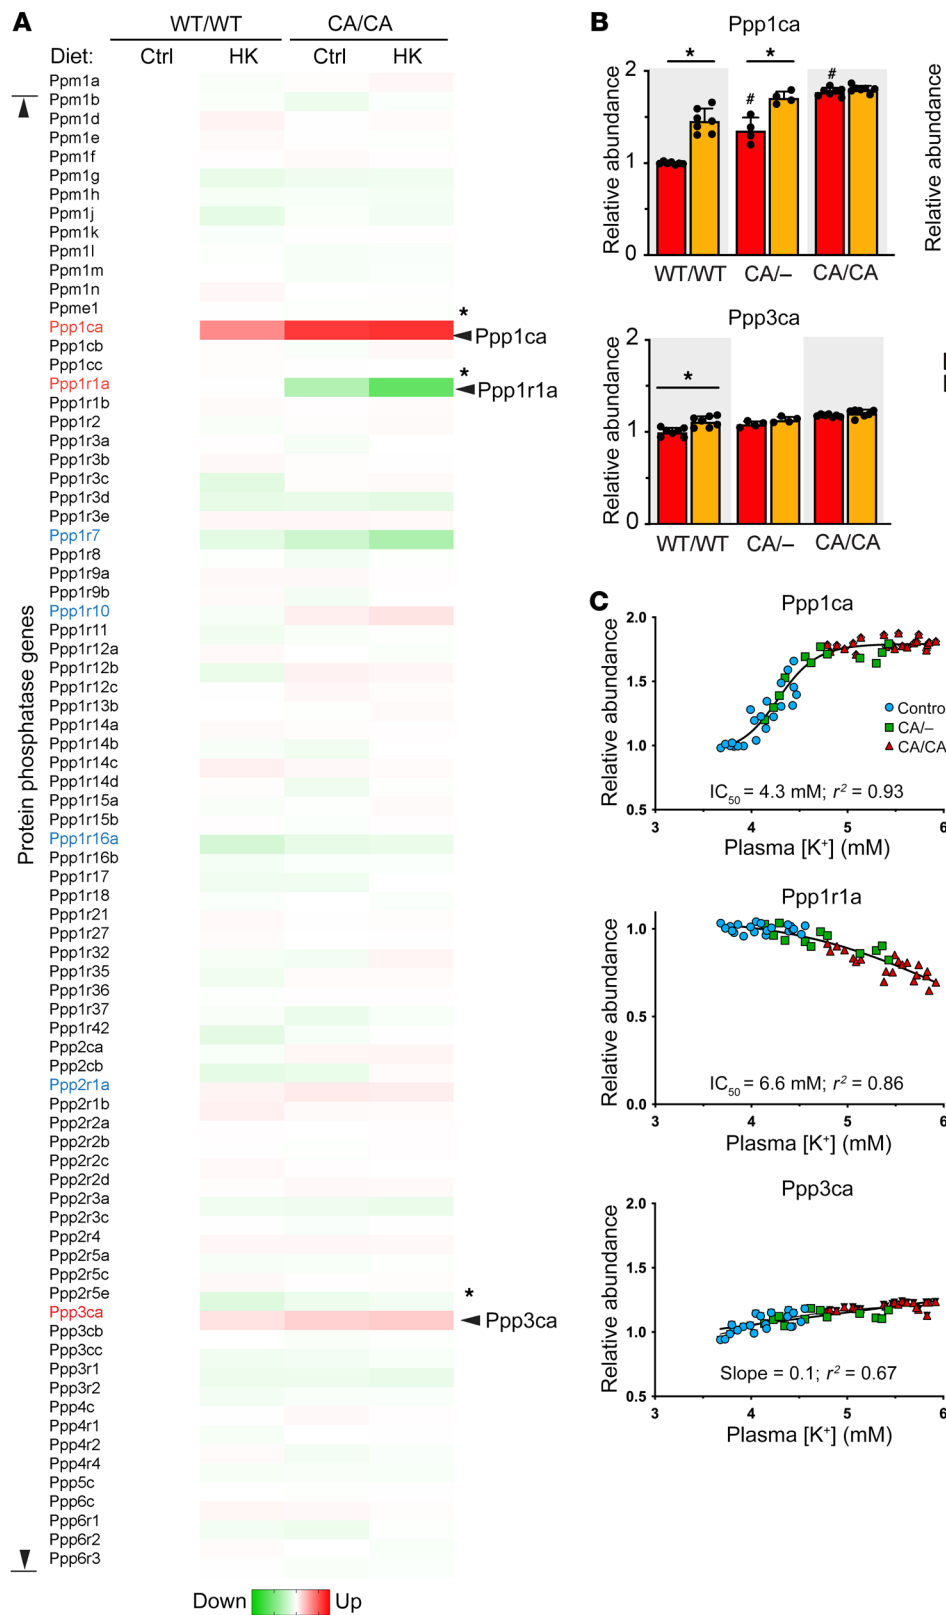 A
WT/WT CA/CA
Diet: Ctrl HK Ctrl HK
Protein phosphatase genes
Ppm1a
Ppm1b
Ppm1d
Ppm1e
Ppm1f
Ppm1g
Ppm1h
Ppm1j
Ppm1k
Ppm1l
Ppm1m
Ppm1n
Ppme1
*
Ppp1ca
Ppp1ca
Ppp1cb
Ppp1cc
*
Ppp1r1a
Ppp1r1a
Ppp1r1b
Ppp1r2
Ppp1r3a
Ppp1r3b
Ppp1r3c
Ppp1r3d
Ppp1r3e
Ppp1r7
Ppp1r8
Ppp1r9a
Ppp1r9b
Ppp1r10
Ppp1r11
Ppp1r12a
Ppp1r12b
Ppp1r12c
Ppp1r13b
Ppp1r14a
Ppp1r14b
Ppp1r14c
Ppp1r14d
Ppp1r15a
Ppp1r15b
Ppp1r16a
Ppp1r16b
Ppp1r17
Ppp1r18
Ppp1r21
Ppp1r27
Ppp1r32
Ppp1r35
Ppp1r36
Ppp1r37
Ppp1r42
Ppp2ca
Ppp2cb
Ppp2r1a
Ppp2r1b
Ppp2r2a
Ppp2r2b
Ppp2r2c
Ppp2r2d
Ppp2r3a
Ppp2r3c
Ppp2r4
Ppp2r5a
Ppp2r5c
Ppp2r5e
*
Ppp3ca
Ppp3ca
Ppp3cb
Ppp3cc
Ppp3r1
Ppp3r2
Ppp4c
Ppp4r1
Ppp4r2
Ppp4r4
Ppp5c
Ppp6c
Ppp6r1
Ppp6r2
Ppp6r3
Down Up
B
Ppp1ca
Relative abundance
2
1
0
* *
# #
WT/WT CA/– CA/CA
Relative abundance
Ppp3ca
Relative abundance
2
1
0
*
WT/WT CA/– CA/CA
C
Ppp1ca
Relative abundance
2.0
1.5
1.0
0.5
Contro
CA/–
CA/CA
IC50 = 4.3 mM; r² = 0.93
3 4 5 6
Plasma [K⁺] (mM)
Ppp1r1a
Relative abundance
1.0
0.5
0.0
IC50 = 6.6 mM; r² = 0.86
3 4 5 6
Plasma [K⁺] (mM)
Ppp3ca
Relative abundance
2.0
1.5
1.0
0.5
Slope = 0.1; r² = 0.67
3 4 5 6
Plasma [K⁺] (mM)